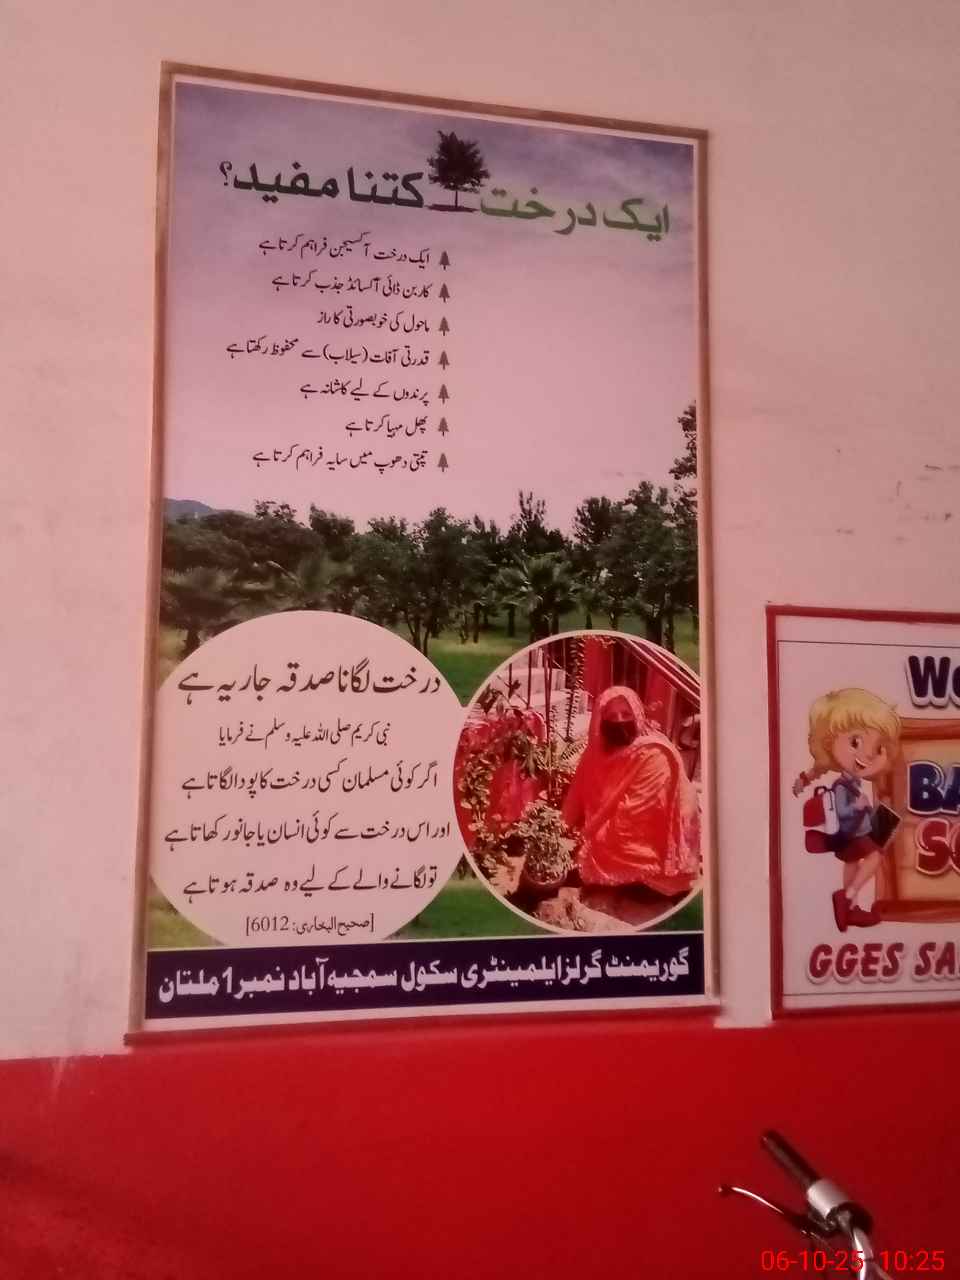 ایک درخت کتنا مفید؟
ایک درخت آکسیجن فراہم کرتا ہے
کاربن ڈائی آکسائڈ جذب کرتا ہے
ماحول کی خوبصورتی کا راز
قدرتی آفات (سیلاب) سے محفوظ رکھتا ہے
پرندوں کے لیے کاشانہ ہے
پھل مہیا کرتا ہے
تپتی دھوپ میں سایہ فراہم کرتا ہے
درخت لگانا صدقہ جاریہ ہے
نبی کریم صلی اللہ علیہ وسلم نے فرمایا
اگر کوئی مسلمان کسی درخت کا پودا لگاتا ہے
اور اس درخت سے کوئی انسان یا جانور کھاتا ہے
تو لگانے والے کے لیے وہ صدقہ ہوتا ہے
[صحیح البخاری: 6012]
گوریمنٹ گرلز ایلمینٹری سکول سمجیہ آباد نمبر 1 ملتان
GGES
06-10-25 10:25